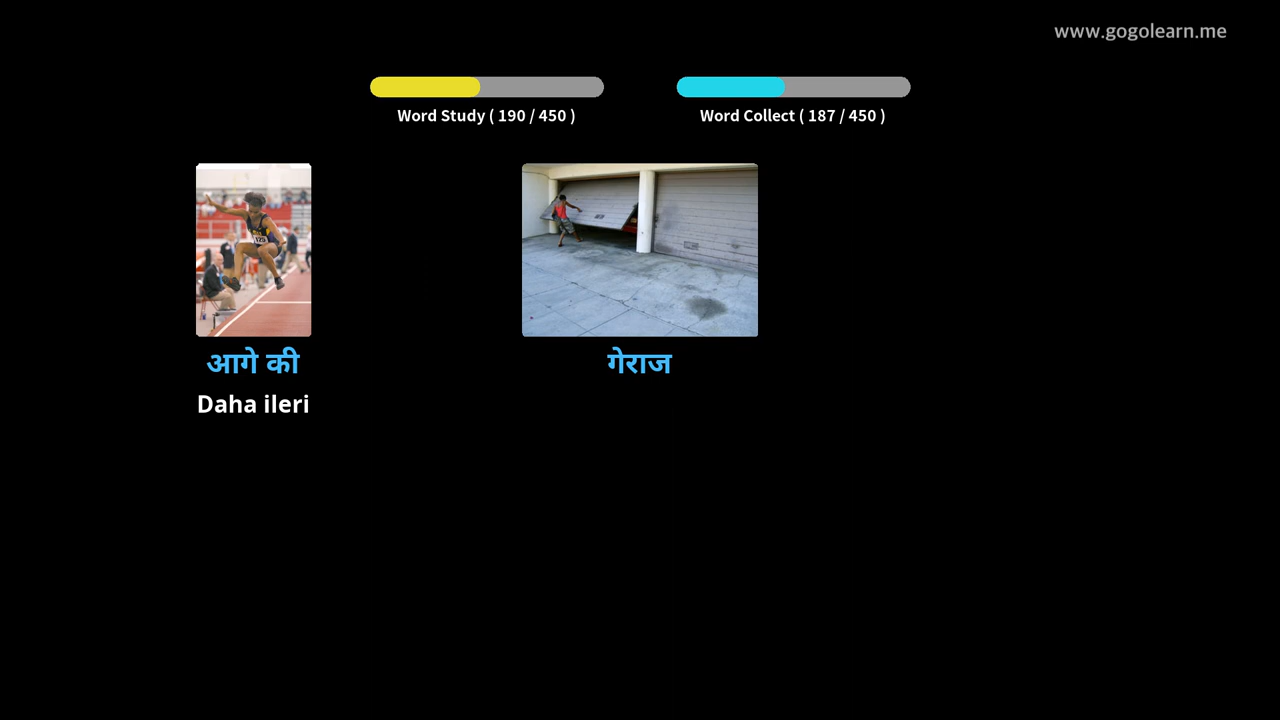 www.gogolearn.me
Word Study ( 190 / 450 )
Word Collect ( 187 / 450 )
आगे की
Daha ileri
गेराज